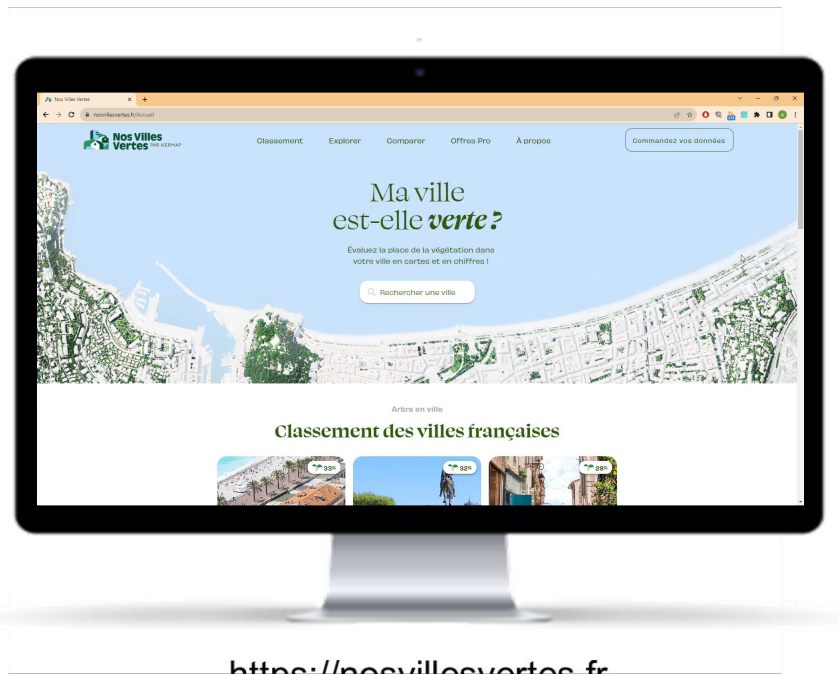 Nos Villes Vertes
nosvillesvertes.fr/Accueil
Nos Villes
Vertes PAR KERMAP
Classement
Explorer
Comparer
Offres Pro
À propos
Commandez vos données
Ma ville
est-elle verte ?
Évaluez la place de la végétation dans
votre ville en cartes et en chiffres !
Rechercher une ville
Arbre en ville
Classement des villes françaises
33%
32%
28%
https://nosvillesvertes.fr